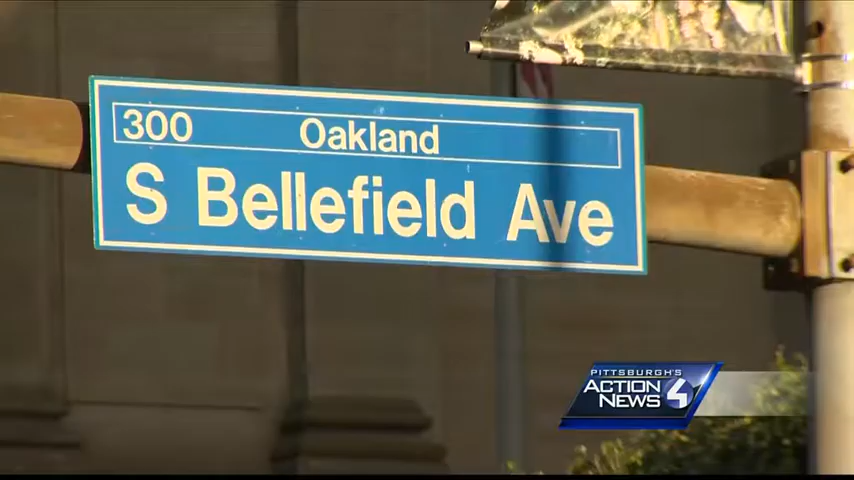 300 Oakland
S Bellefield Ave
PITTSBURGH'S
ACTION
NEWS 4